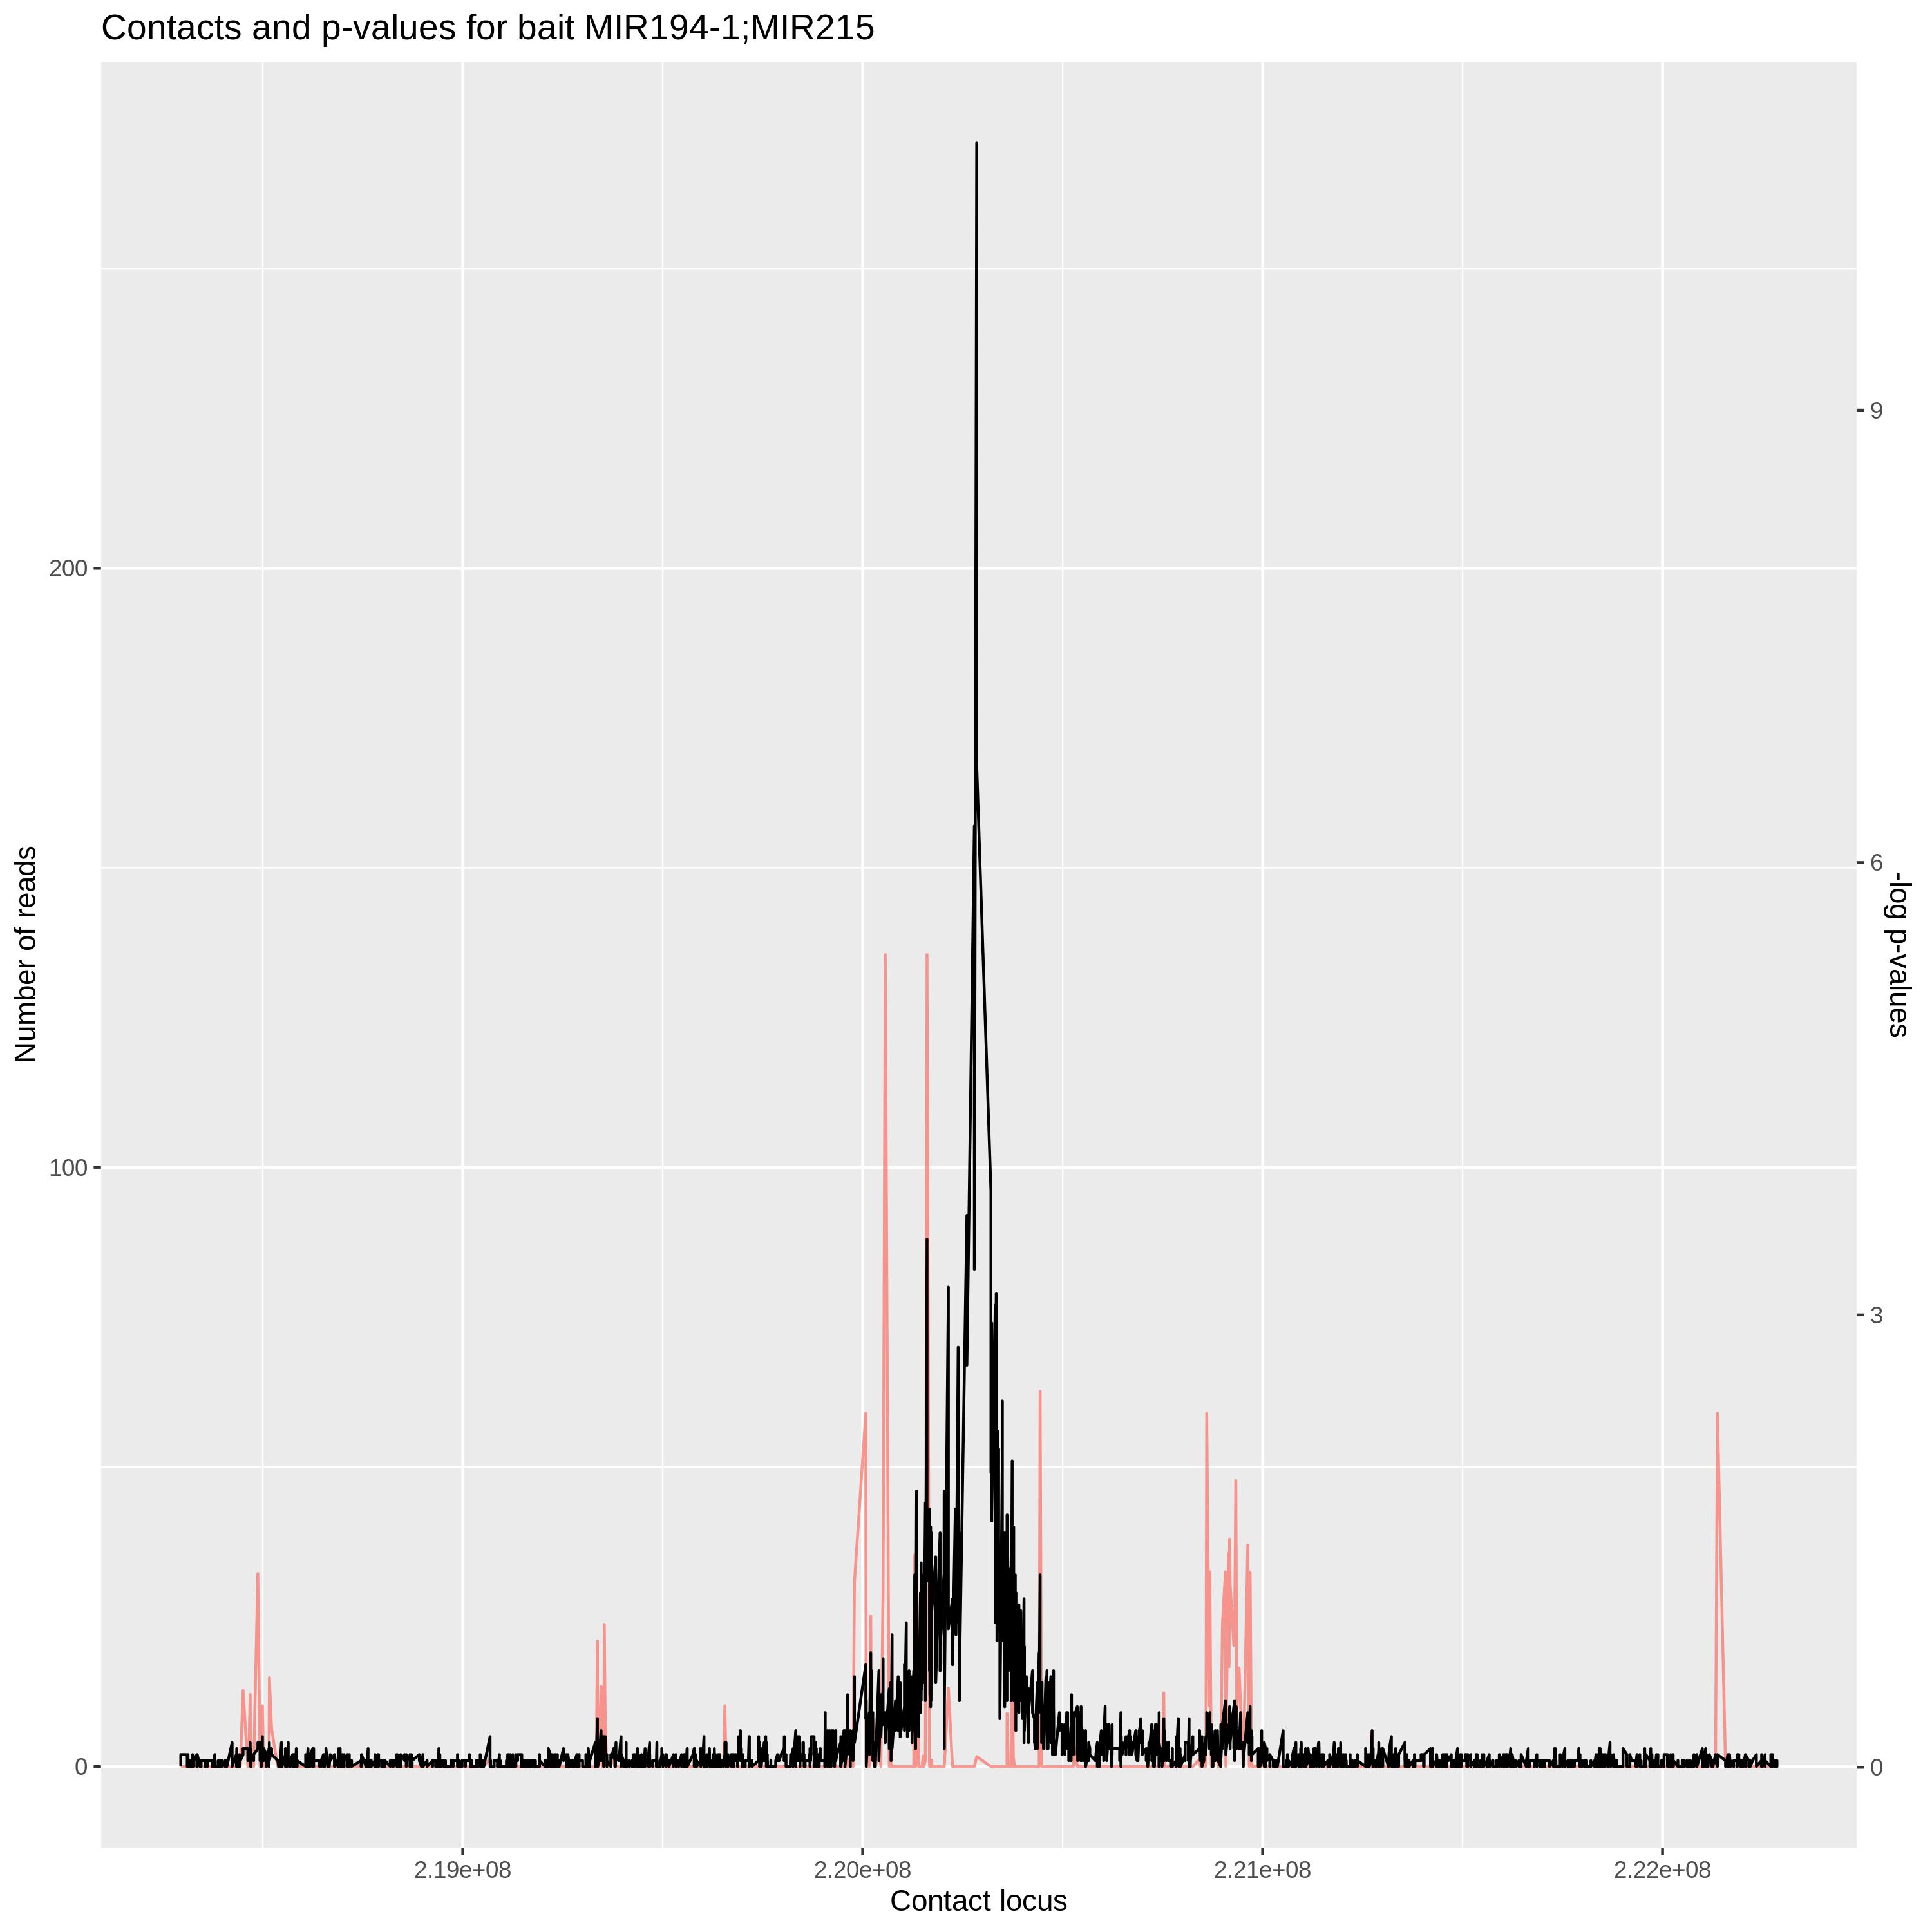 Contacts and p-values for bait MIR194-1;MIR215
Number of reads
200
100
0
9
6
3
0
-log p-values
2.19e+08
2.20e+08
2.21e+08
2.22e+08
Contact locus